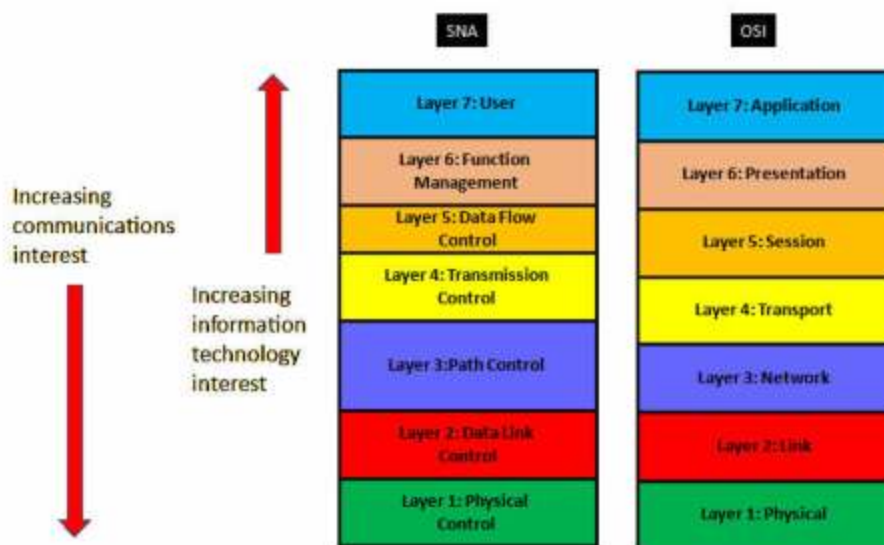 SNA
OSI
Increasing
communications
interest
Increasing
information
technology
interest
Layer 7: User
Layer 6: Function
Management
Layer 5: Data Flow
Control
Layer 4: Transmission
Control
Layer 3:Path Control
Layer 2: Data Link
Control
Layer 1: Physical
Control
Layer 7: Application
Layer 6: Presentation
Layer 5: Session
Layer 4: Transport
Layer 3: Network
Layer 2: Link
Layer 1: Physical